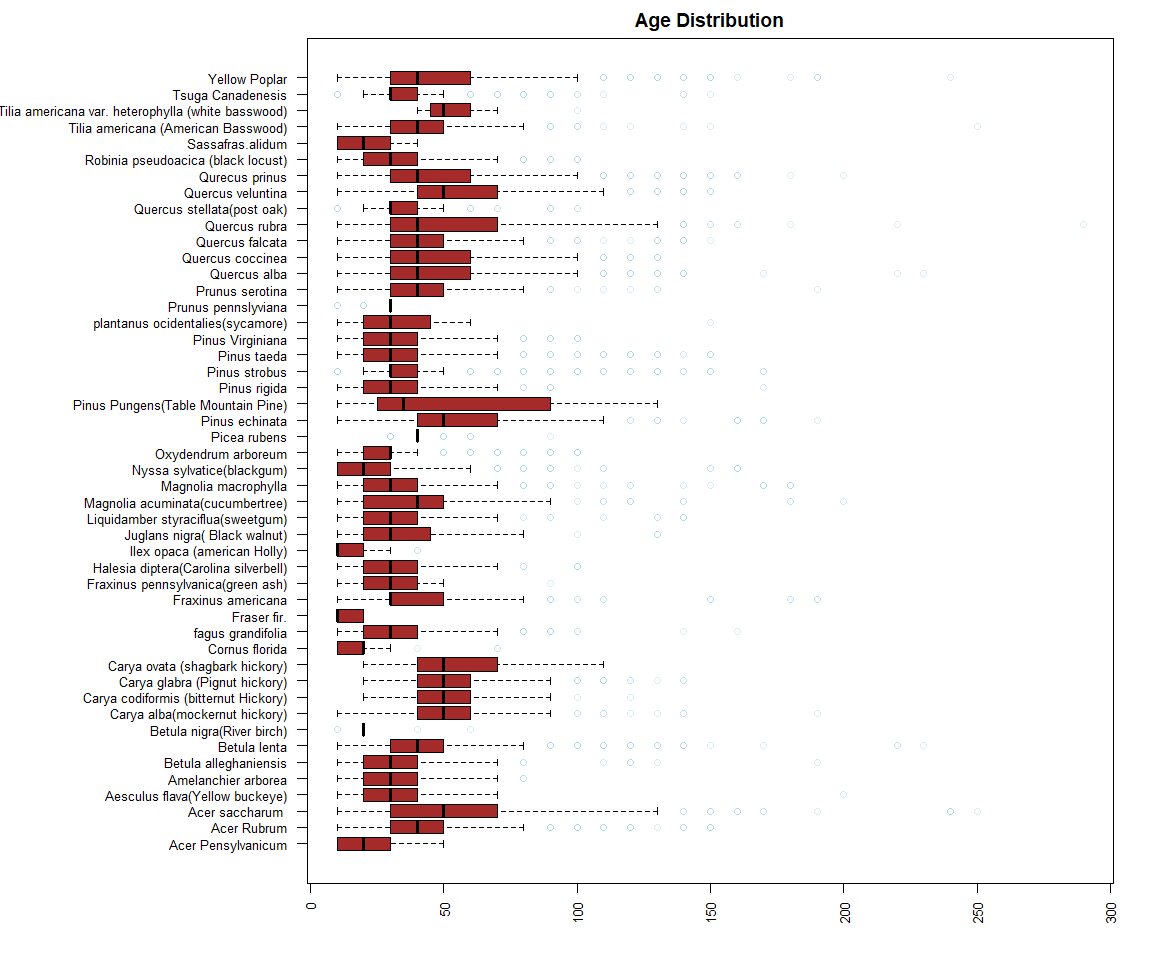 Age Distribution
Yellow Poplar
Tsuga Canadenesis
Tilia americana var. heterophylla (white basswood)
Tilia americana (American Basswood)
Sassafras.alidum
Robinia pseudoacica (black locust)
Qurecus prinus
Quercus veluntina
Quercus stellata(post oak)
Quercus rubra
Quercus falcata
Quercus coccinea
Quercus alba
Prunus serotina
Prunus pennslyviana
plantanus ocidentalies(sycamore)
Pinus Virginiana
Pinus taeda
Pinus strobus
Pinus rigida
Pinus Pungens(Table Mountain Pine)
Pinus echinata
Picea rubens
Oxydendrum arboreum
Nyssa sylvatice(blackgum)
Magnolia macrophylla
Magnolia acuminata(cucumbertree)
Liquidamber styraciflua(sweetgum)
Juglans nigra( Black walnut)
Ilex opaca (american Holly)
Halesia diptera(Carolina silverbell)
Fraxinus pennsylvanica(green ash)
Fraxinus americana
Fraser fir.
fagus grandifolia
Cornus florida
Carya ovata (shagbark hickory)
Carya glabra (Pignut hickory)
Carya codiformis (bitternut Hickory)
Carya alba(mockernut hickory)
Betula nigra(River birch)
Betula lenta
Betula alleghaniensis
Amelanchier arborea
Aesculus flava(Yellow buckeye)
Acer saccharum
Acer Rubrum
Acer Pensylvanicum
0 50 100 150 200 250 300